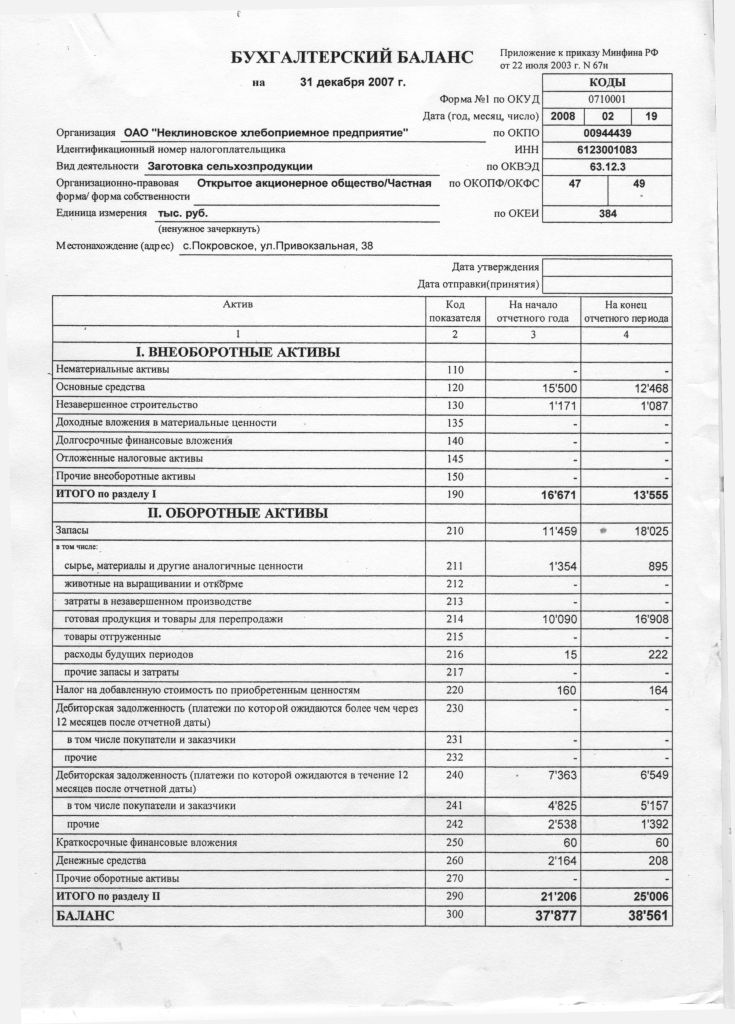 БУХГАЛТЕРСКИЙ БАЛАНС
Приложение к приказу Минфина РФ
от 22 июля 2003 г. N 67н
на 31 декабря 2007 г.
КОДЫ
Форма №1 по ОКУД 0710001
Дата (год, месяц, число) 2008 02 19
Организация ОАО "Неклиновское хлебоприемное предприятие" по ОКПО 00944439
Идентификационный номер налогоплательщика ИНН 6123001083
Вид деятельности Заготовка сельхозпродукции по ОКВЭД 63.12.3
Организационно-правовая Открытое акционерное общество/Частная по ОКОПФ/ОКФС 47 49
форма/ форма собственности
Единица измерения тыс. руб. по ОКЕИ 384
(ненужное зачеркнуть)
Местонахождение (адрес) с.Покровское, ул.Привокзальная, 38
Дата утверждения
Дата отправки(принятия)
Актив Код На начало На конец
показателя отчетного года отчетного периода
1 2 3 4
I. ВНЕОБОРОТНЫЕ АКТИВЫ
Нематериальные активы 110 - -
Основные средства 120 15'500 12'468
Незавершенное строительство 130 1'171 1'087
Доходные вложения в материальные ценности 135 - -
Долгосрочные финансовые вложения 140 - -
Отложенные налоговые активы 145 - -
Прочие внеоборотные активы 150 - -
ИТОГО по разделу I 190 16'671 13'555
II. ОБОРОТНЫЕ АКТИВЫ
Запасы 210 11'459 18'025
в том числе:
сырье, материалы и другие аналогичные ценности 211 1'354 895
животные на выращивании и откорме 212 - -
затраты в незавершенном производстве 213 - -
готовая продукция и товары для перепродажи 214 10'090 16'908
товары отгруженные 215 - -
расходы будущих периодов 216 15 222
прочие запасы и затраты 217 - -
Налог на добавленную стоимость по приобретенным ценностям 220 160 164
Дебиторская задолженность (платежи по которой ожидаются более чем через 230 - -
12 месяцев после отчетной даты)
в том числе покупатели и заказчики 231 - -
прочие 232 - -
Дебиторская задолженность (платежи по которой ожидаются в течение 12 240 7'363 6'549
месяцев после отчетной даты)
в том числе покупатели и заказчики 241 4'825 5'157
прочие 242 2'538 1'392
Краткосрочные финансовые вложения 250 60 60
Денежные средства 260 2'164 208
Прочие оборотные активы 270 - -
ИТОГО по разделу II 290 21'206 25'006
БАЛАНС 300 37'877 38'561